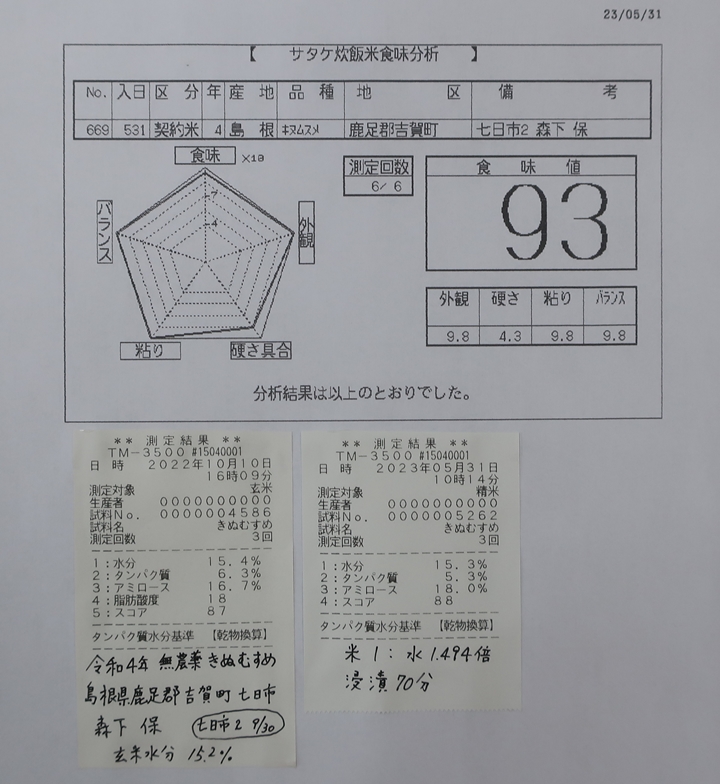 23/05/31
【 サタケ炊飯米食味分析 】
No. 入日 区分 年 産地 品種 地区 備考
669 531 契約米 4 島根 ｷﾇﾑｽﾒ 鹿足郡吉賀町 七日市2 森下 保
食味 ×10
7
4
バランス
外観
粘り
硬さ具合
測定回数
6/ 6
食味値
93
外観 硬さ 粘り ﾊﾞﾗﾝｽ
9.8 4.3 9.8 9.8
分析結果は以上のとおりでした。
** 測定結果 **
TM-3500 #15040001
日時 2022年10月10日
16時09分
測定対象 玄米
生産者 0000000000
試料No. 0000004586
試料名 きぬむすめ
測定回数 3回
1:水分 15.4%
2:タンパク質 6.3%
3:アミロース 16.7%
4:脂肪酸度 18
5:スコア 87
タンパク質水分基準 【乾物換算】
令和4年 無農薬きぬむすめ
島根県鹿足郡吉賀町七日市
森下 保 七日市2 9/30
玄米水分 15.2%
** 測定結果 **
TM-3500 #15040001
日時 2023年05月31日
10時14分
測定対象 精米
生産者 0000000000
試料No. 0000005262
試料名 きぬむすめ
測定回数 3回
1:水分 15.3%
2:タンパク質 5.3%
3:アミロース 18.0%
4:スコア 88
タンパク質水分基準 【乾物換算】
米1:水1.494倍
浸漬70分